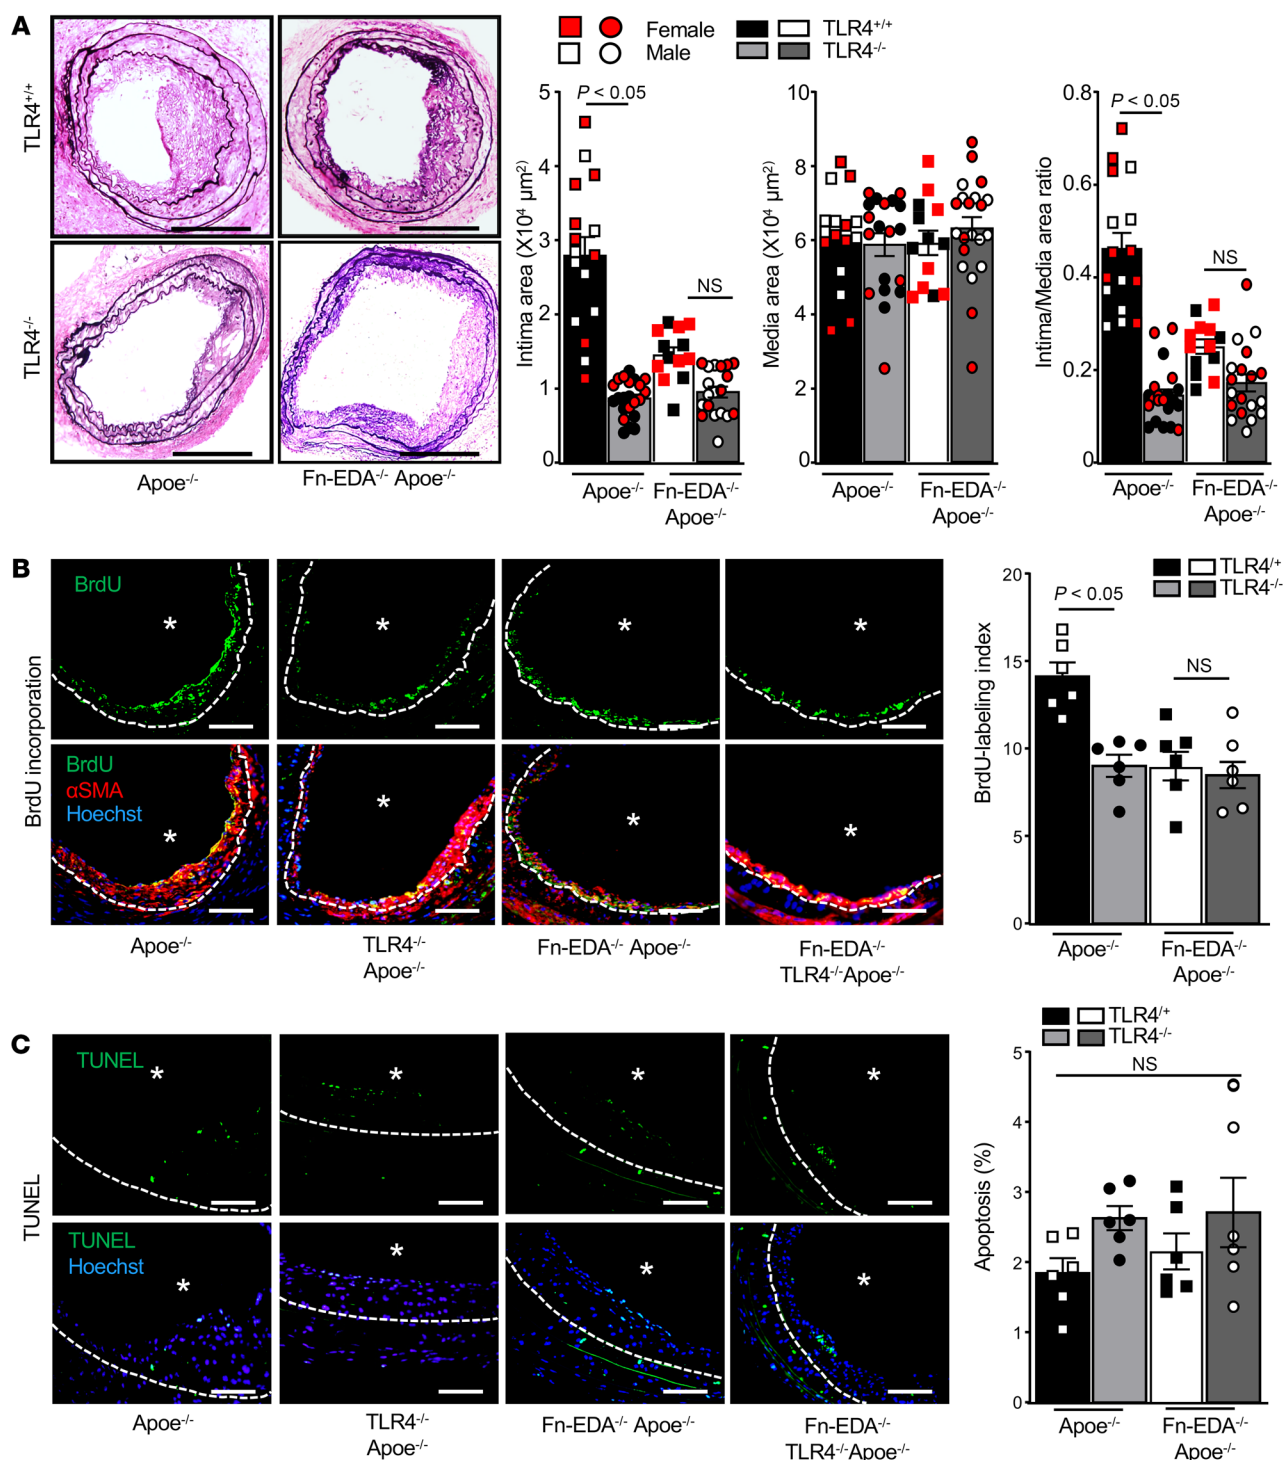 A
TLR4+/+
TLR4-/-
Apoe-/-
Fn-EDA-/- Apoe-/-
Female
Male
TLR4+/+
TLR4-/-
Intima area (X10⁴ µm²)
5
4
3
2
1
0
P < 0.05
NS
Apoe-/-
Fn-EDA-/-
Apoe-/-
Media area (X10⁴ µm²)
10
8
6
4
2
0
Apoe-/-
Fn-EDA-/-
Apoe-/-
Intima/Media area ratio
0.8
0.6
0.4
0.2
0
P < 0.05
NS
Apoe-/-
Fn-EDA-/-
Apoe-/-
B
BrdU incorporation
BrdU
* * * *
BrdU
αSMA
Hoechst
* * * *
Apoe-/-
TLR4-/-
Apoe-/-
Fn-EDA-/- Apoe-/-
Fn-EDA-/-
TLR4-/-Apoe-/-
TLR4/+
TLR4-/-
BrdU-labeling index
20
15
10
5
0
P < 0.05
NS
Apoe-/-
Fn-EDA-/-
Apoe-/-
C
TUNEL
TUNEL
* * * *
TUNEL
Hoechst
* * * *
Apoe-/-
TLR4-/-
Apoe-/-
Fn-EDA-/- Apoe-/-
Fn-EDA-/-
TLR4-/-Apoe-/-
TLR4/+
TLR4-/-
Apoptosis (%)
5
4
3
2
1
0
NS
Apoe-/-
Fn-EDA-/-
Apoe-/-